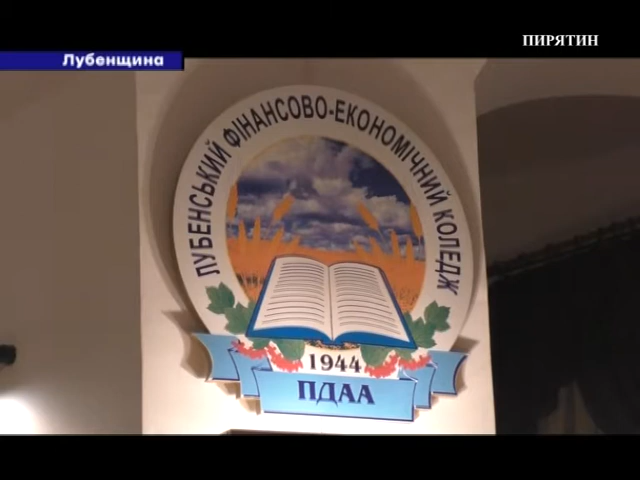 ПИРЯТИН
Лубенщина
ЛУБЕНСЬКИЙ ФІНАНСОВО-ЕКОНОМІЧНИЙ КОЛЕДЖ
1944
ПДАА